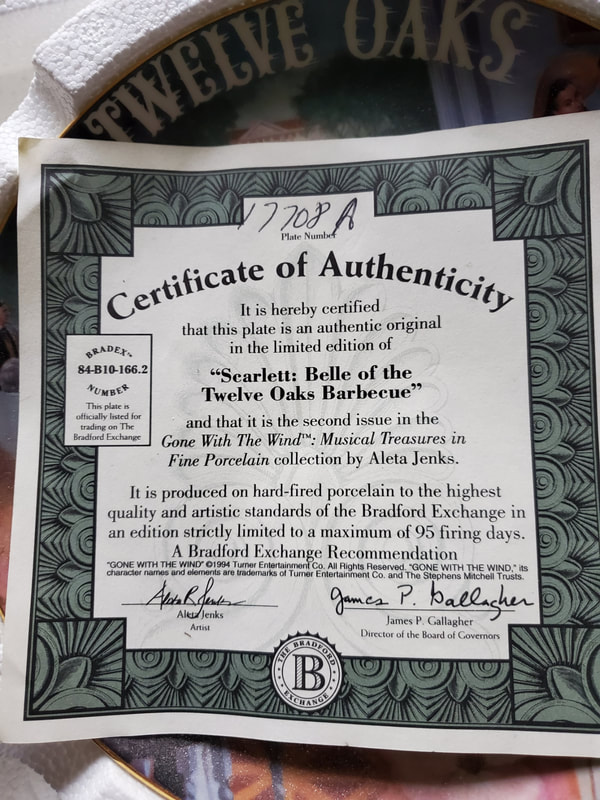 TWELVE OAKS
17708A
Plate Number
Certificate of Authenticity
It is hereby certified
that this plate is an authentic original
in the limited edition of
“Scarlett: Belle of the
Twelve Oaks Barbecue”
and that it is the second issue in the
Gone With The Wind™: Musical Treasures in
Fine Porcelain collection by Aleta Jenks.
BRADEX™
84-B10-166.2
NUMBER
This plate is
officially listed for
trading on The
Bradford Exchange
It is produced on hard-fired porcelain to the highest
quality and artistic standards of the Bradford Exchange in
an edition strictly limited to a maximum of 95 firing days.
A Bradford Exchange Recommendation
"GONE WITH THE WIND" ©1994 Turner Entertainment Co. All Rights Reserved. "GONE WITH THE WIND," its
character names and elements are trademarks of Turner Entertainment Co. and The Stephens Mitchell Trusts.
Aleta R Jenks
Aleta Jenks
Artist
James P. Gallagher
James P. Gallagher
Director of the Board of Governors
THE BRADFORD
B
EXCHANGE